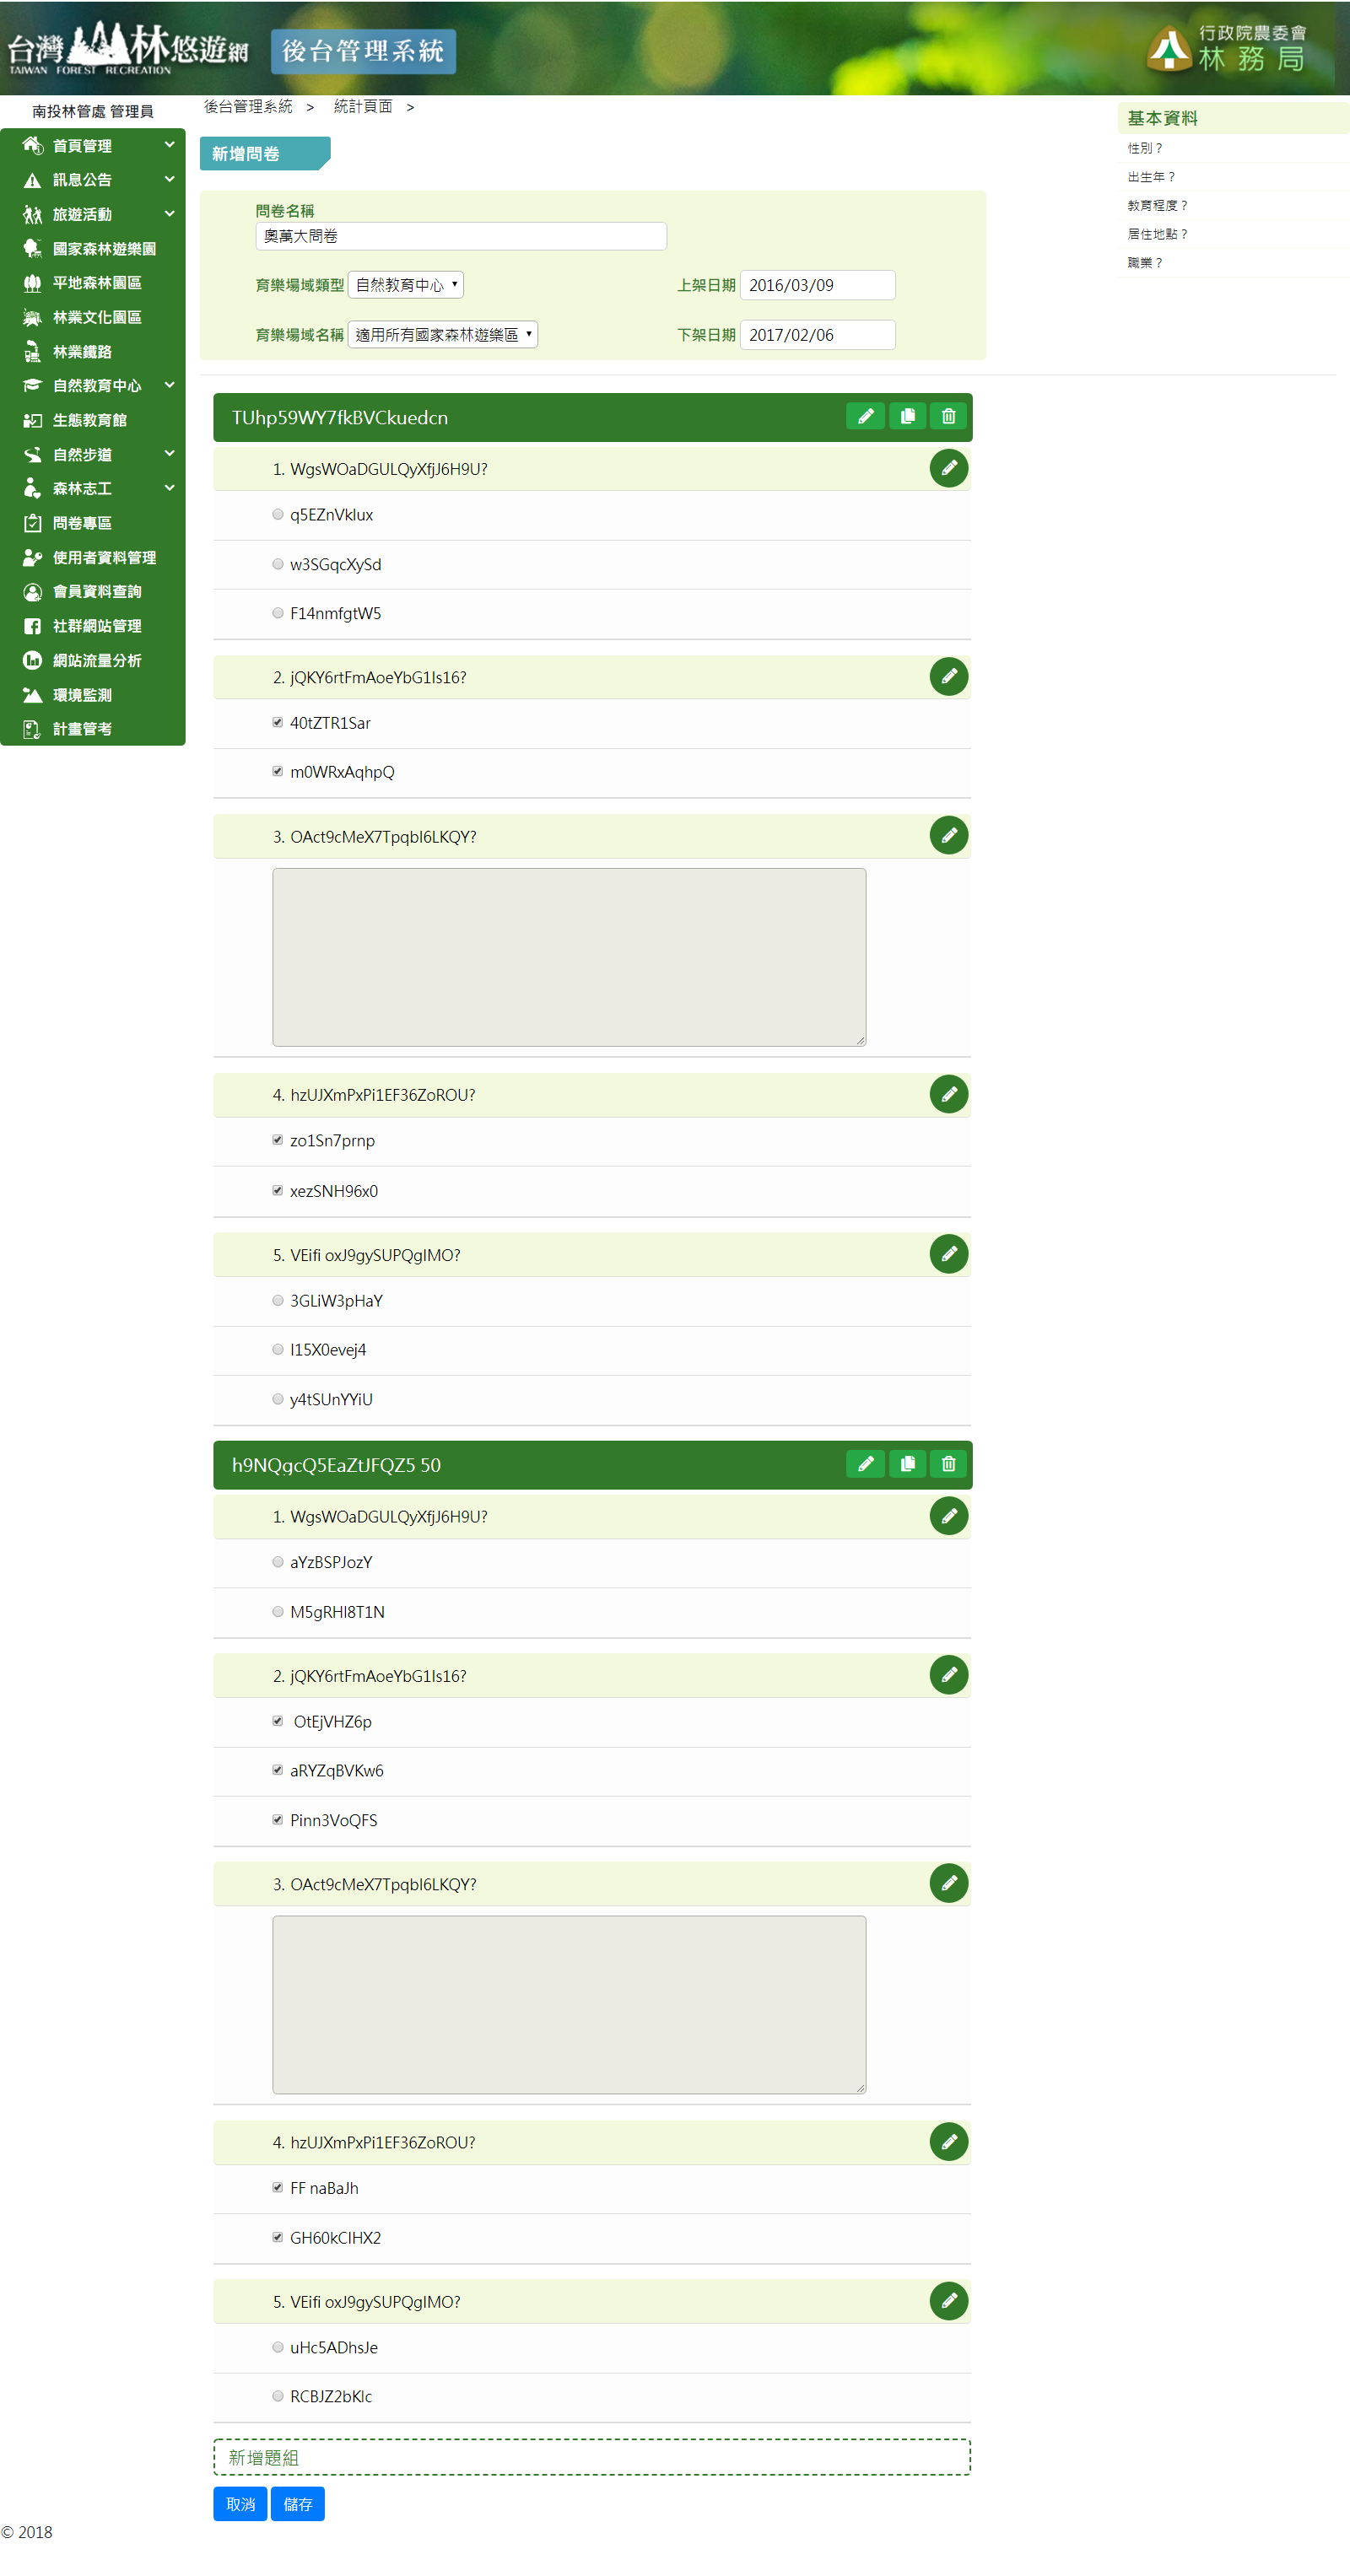 台灣山林悠遊網
TAIWAN FOREST RECREATION
後台管理系統
行政院農委會
林務局
南投林管處 管理員
首頁管理
訊息公告
旅遊活動
國家森林遊樂園
平地森林園區
林業文化園區
林業鐵路
自然教育中心
生態教育館
自然步道
森林志工
問卷專區
使用者資料管理
會員資料查詢
社群網站管理
網站流量分析
環境監測
計畫管考
後台管理系統 > 統計頁面 >
新增問卷
問卷名稱
奧萬大問卷
育樂場域類型 自然教育中心 上架日期 2016/03/09
育樂場域名稱 適用所有國家森林遊樂區 下架日期 2017/02/06
基本資料
性別？
出生年？
教育程度？
居住地點？
職業？
TUhp59WY7fkBVCkuedcn
1. WgsWOaDGULQyXfjJ6H9U?
q5EZnVkIux
w3SGqcXySd
F14nmfgtW5
2. jQKY6rtFmAoeYbG1Is16?
40tZTR1Sar
m0WRxAqhpQ
3. OAct9cMeX7TpqbI6LKQY?
4. hzUJXmPxPi1EF36ZoROU?
zo1Sn7prnp
xezSNH96x0
5. VEifi oxJ9gySUPQgIMO?
3GLiW3pHaY
I15X0evej4
y4tSUnYYiU
h9NQgcQ5EaZtJFQZ5 50
1. WgsWOaDGULQyXfjJ6H9U?
aYzBSPJozY
M5gRHl8T1N
2. jQKY6rtFmAoeYbG1Is16?
OtEjVHZ6p
aRYZqBVKw6
Pinn3VoQFS
3. OAct9cMeX7TpqbI6LKQY?
4. hzUJXmPxPi1EF36ZoROU?
FF naBaJh
GH60kClHX2
5. VEifi oxJ9gySUPQgIMO?
uHc5ADhsJe
RCBJZ2bKlc
新增題組
取消 儲存
© 2018